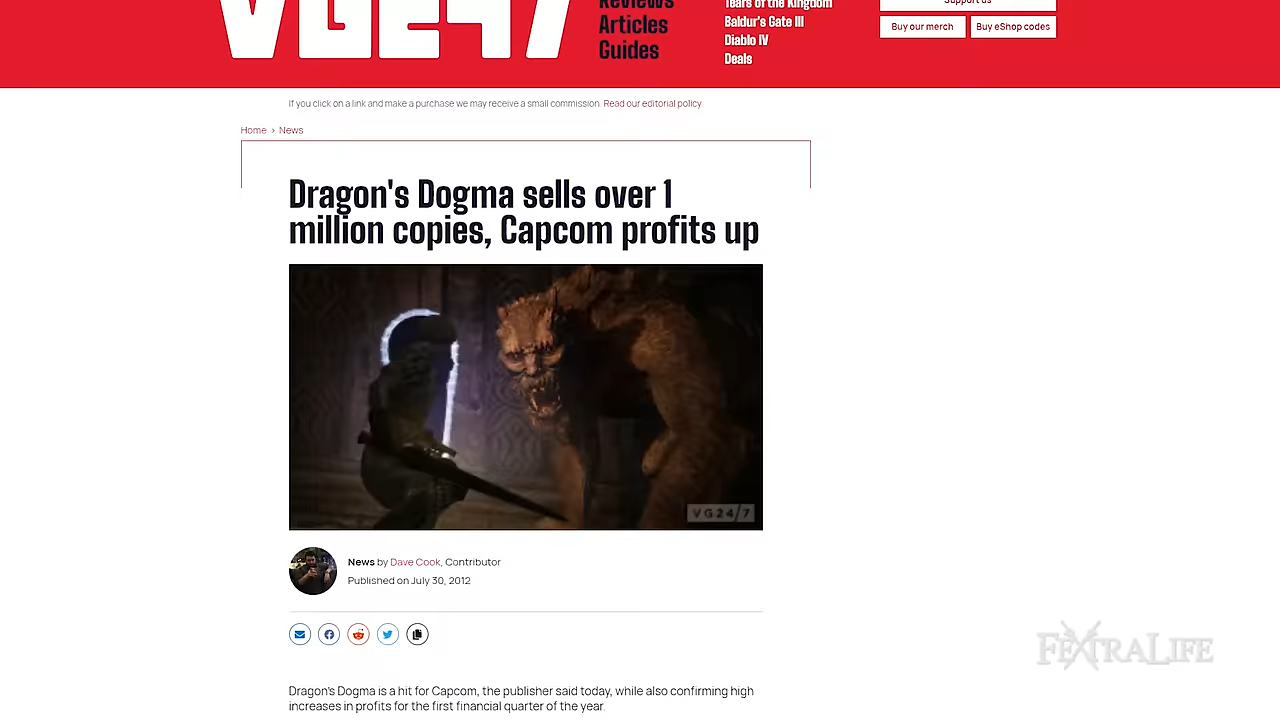 VG247
Reviews
Articles
Guides
Tears of the Kingdom
Baldur's Gate III
Diablo IV
Deals
Support us
Buy our merch
Buy eShop codes
If you click on a link and make a purchase we may receive a small commission. Read our editorial policy.
Home › News
Dragon's Dogma sells over 1
million copies, Capcom profits up
VG24/7
News by Dave Cook, Contributor
Published on July 30, 2012
FEXTRALIFE
Dragon's Dogma is a hit for Capcom, the publisher said today, while also confirming high
increases in profits for the first financial quarter of the year.